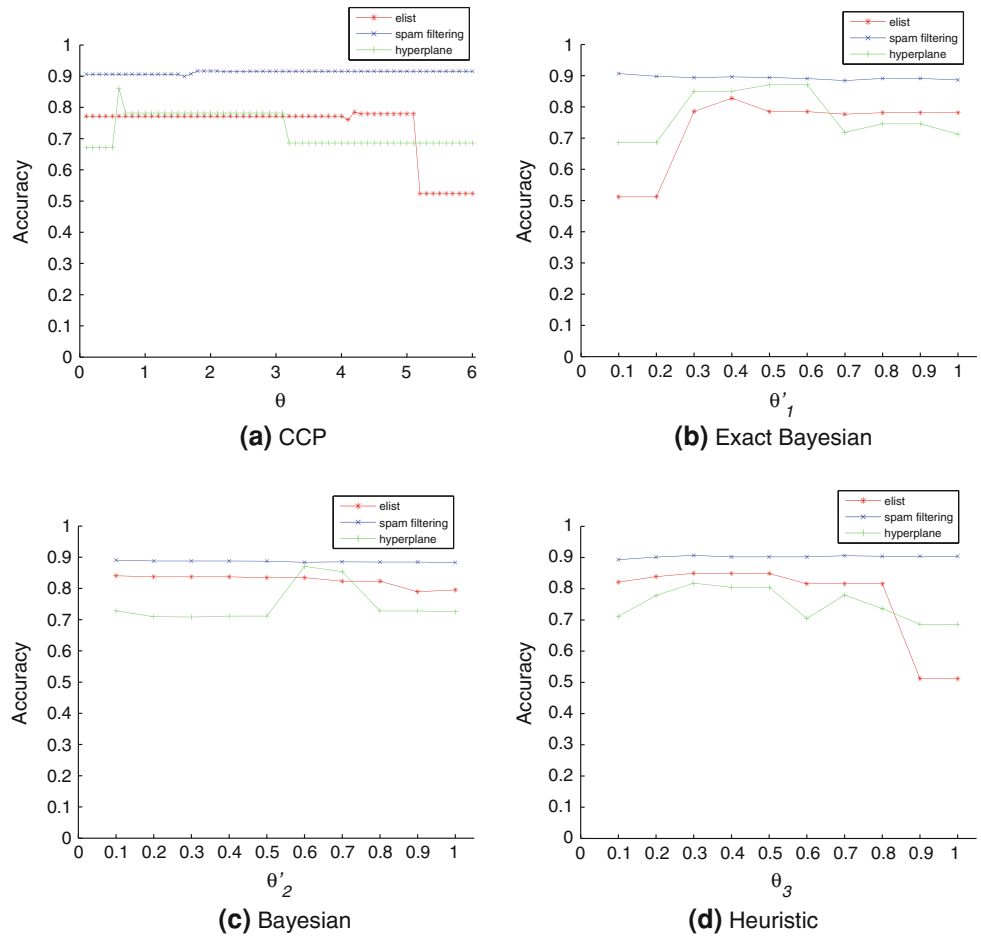 elist
spam filtering
hyperplane
1
0.9
0.8
0.7
0.6
0.5
0.4
0.3
0.2
0.1
0
Accuracy
0 1 2 3 4 5 6
θ
(a) CCP
elist
spam filtering
hyperplane
1
0.9
0.8
0.7
0.6
0.5
0.4
0.3
0.2
0.1
0
Accuracy
0 0.1 0.2 0.3 0.4 0.5 0.6 0.7 0.8 0.9 1
θ'1
(b) Exact Bayesian
elist
spam filtering
hyperplane
1
0.9
0.8
0.7
0.6
0.5
0.4
0.3
0.2
0.1
0
Accuracy
0 0.1 0.2 0.3 0.4 0.5 0.6 0.7 0.8 0.9 1
θ'2
(c) Bayesian
elist
spam filtering
hyperplane
1
0.9
0.8
0.7
0.6
0.5
0.4
0.3
0.2
0.1
0
Accuracy
0 0.1 0.2 0.3 0.4 0.5 0.6 0.7 0.8 0.9 1
θ3
(d) Heuristic